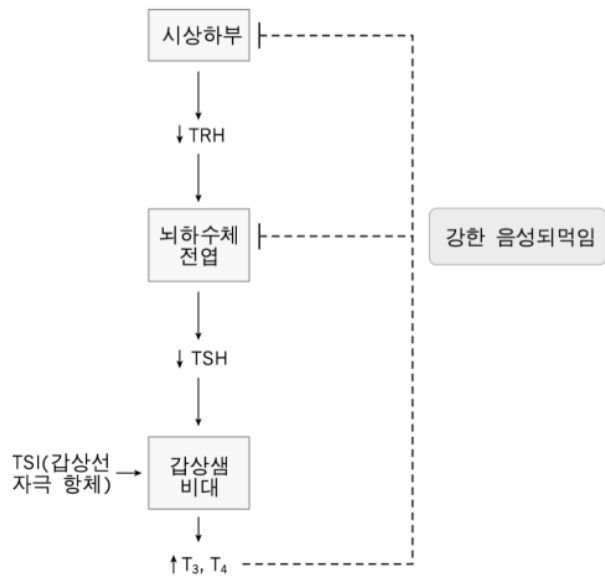 시상하부
↓ TRH
뇌하수체
전엽
강한 음성되먹임
↓ TSH
TSI(갑상선
자극 항체)
갑상샘
비대
↑ T₃, T₄